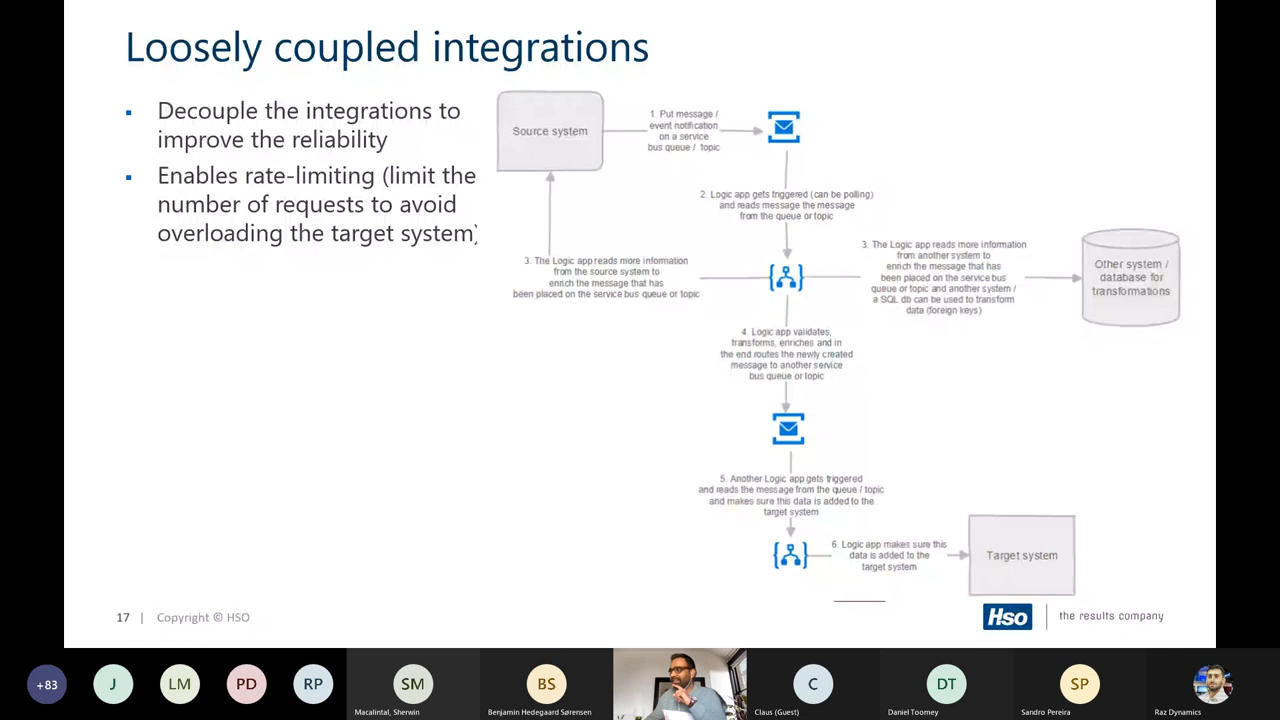 Loosely coupled integrations
▪ Decouple the integrations to
improve the reliability
▪ Enables rate-limiting (limit the
number of requests to avoid
overloading the target system)
Source system
1. Put message /
event notification
on a service
bus queue / topic
2. Logic app gets triggered (can be polling)
and reads message the message
from the queue or topic
3. The Logic app reads more information
from the source system to
enrich the message that has
been placed on the service bus queue or topic
3. The Logic app reads more information
from another system to
enrich the message that has
been placed on the service bus
queue or topic and another system /
a SQL db can be used to transform
data (foreign keys)
Other system /
database for
transformations
4. Logic app validates,
transforms, enriches and in
the end routes the newly created
message to another service
bus queue or topic
5. Another Logic app gets triggered
and reads the message from the queue / topic
and makes sure this data is added to the
target system
6. Logic app makes sure this
data is added to the
target system
Target system
17 | Copyright © HSO
Hso | the results company
+83
J
LM
PD
RP
SM
Macalintal, Sherwin
BS
Benjamin Hedegaard Sørensen
C
Claus (Guest)
DT
Daniel Toomey
SP
Sandro Pereira
Raz Dynamics